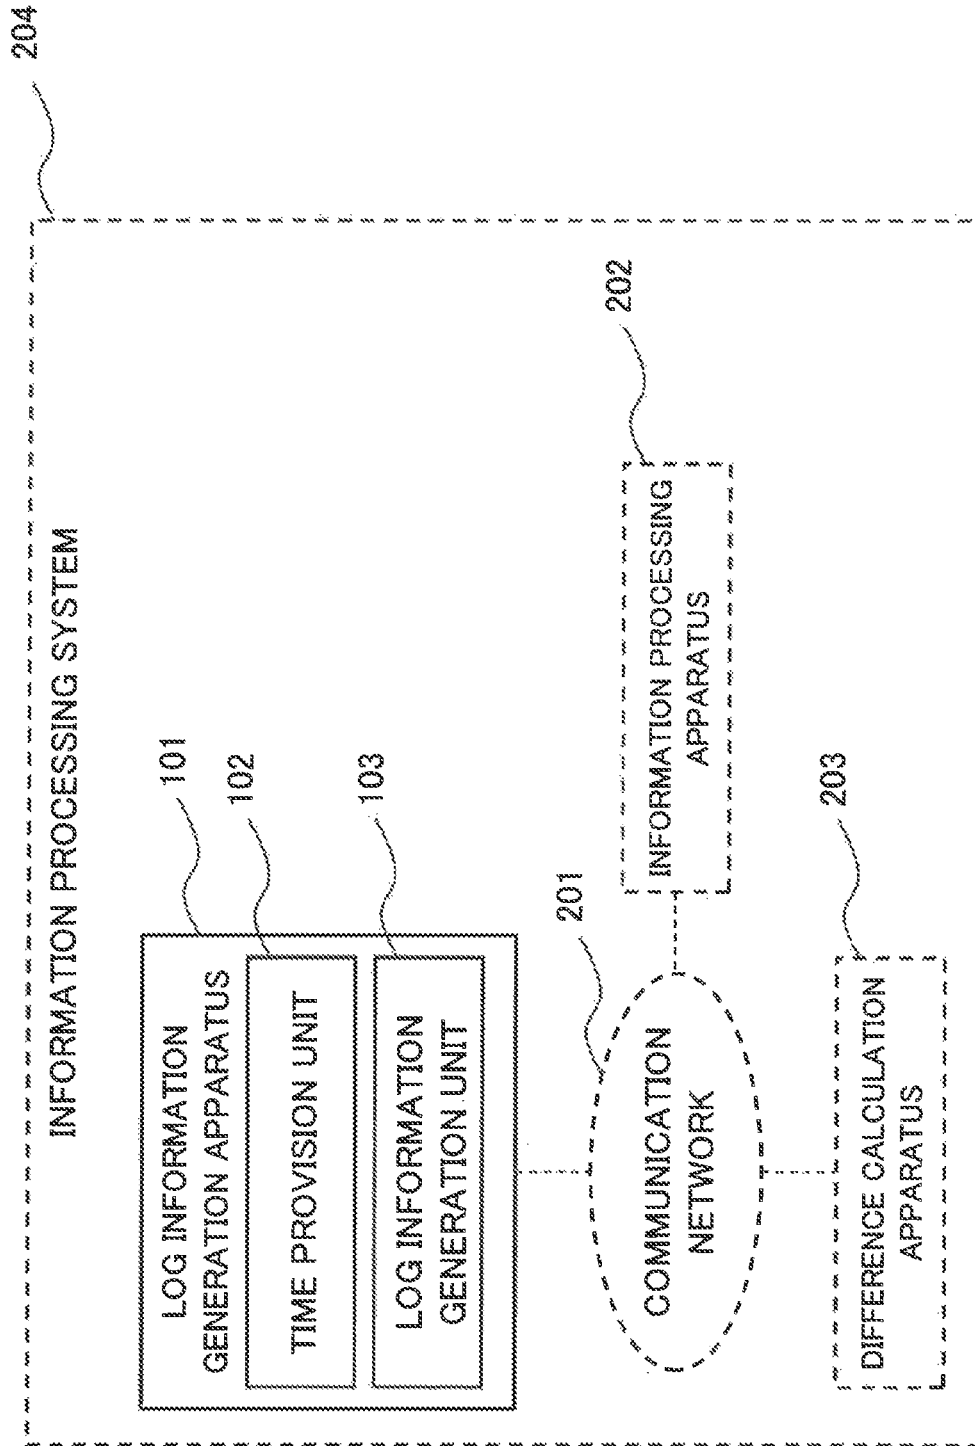 204
INFORMATION PROCESSING SYSTEM
101
LOG INFORMATION
GENERATION APPARATUS
102
TIME PROVISION UNIT
103
LOG INFORMATION
GENERATION UNIT
201
COMMUNICATION
NETWORK
202
INFORMATION PROCESSING
APPARATUS
203
DIFFERENCE CALCULATION
APPARATUS